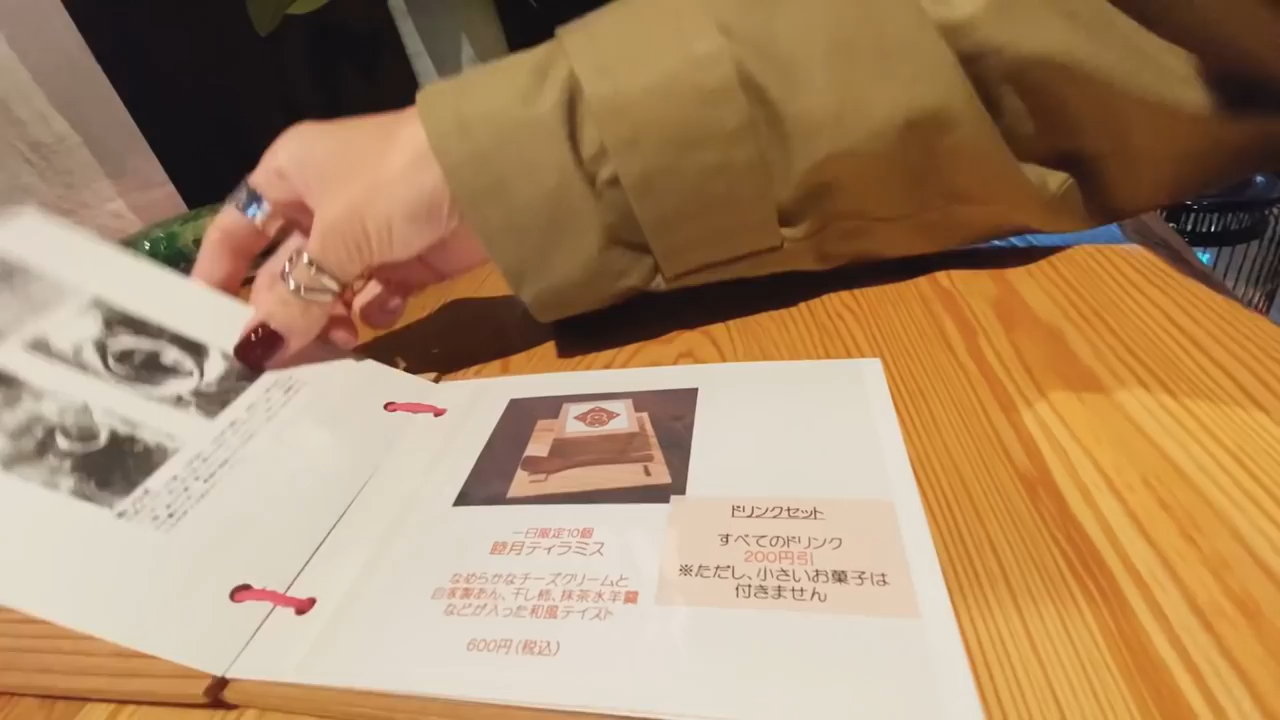 一日限定10個
睦月ティラミス
なめらかなチーズクリームと
自家製あん、干し柿、抹茶水羊羹
などが入った和風テイスト
600円(税込)
ドリンクセット
すべてのドリンク
200円引
※ただし、小さいお菓子は
付きません